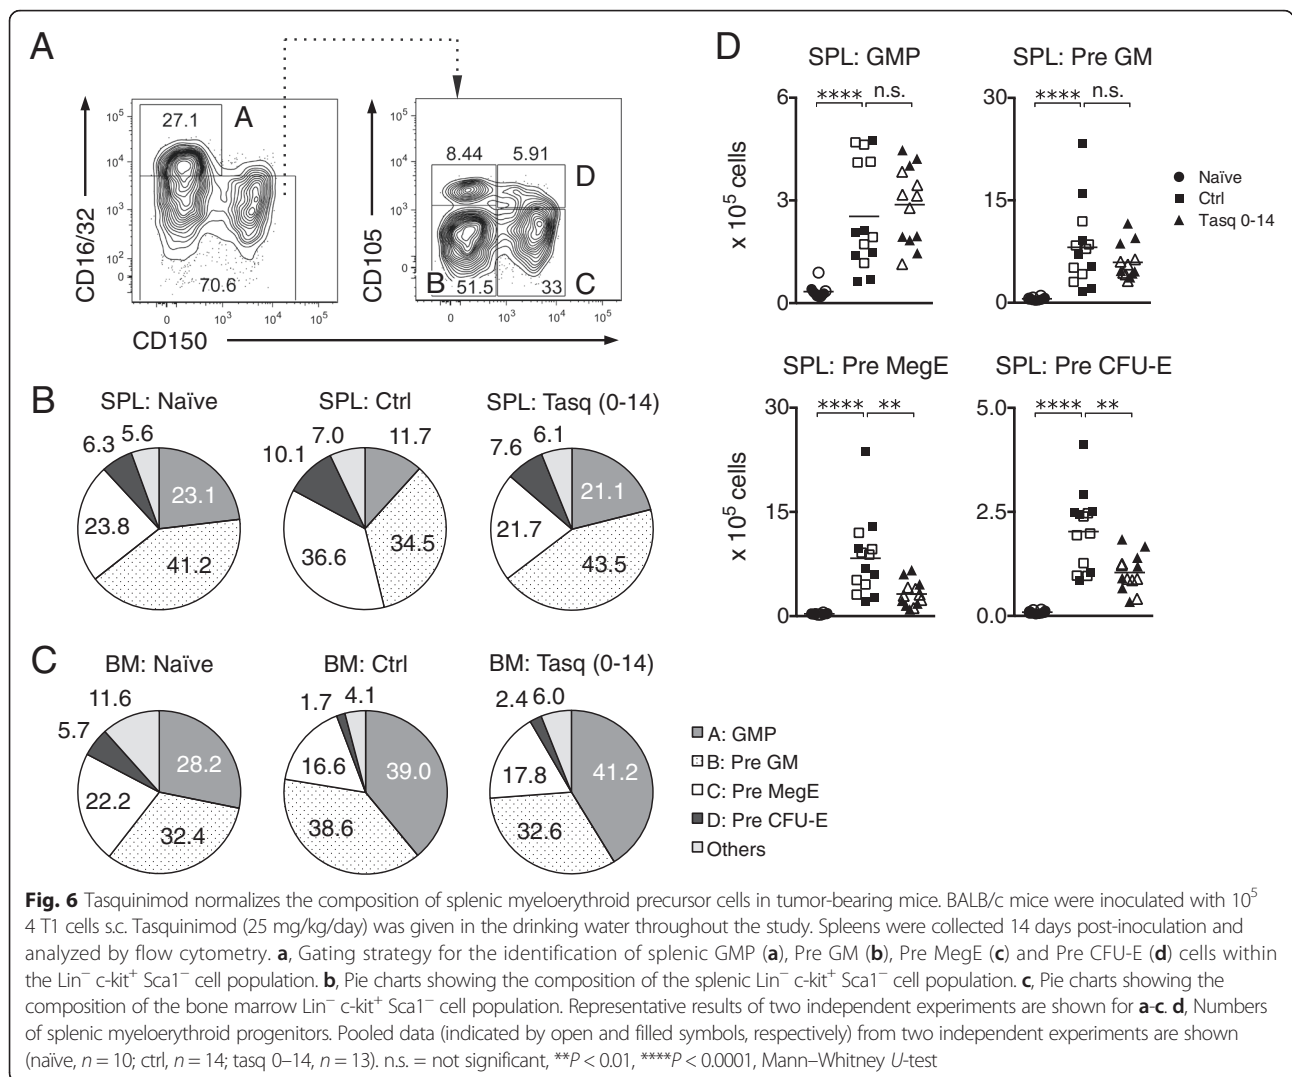 A
CD16/32
10^5
10^4
10^3
10^2
0
27.1
A
70.6
0
10^3
10^4
10^5
CD150
CD105
10^5
10^4
10^3
0
8.44
5.91
D
B
51.5
33
C
0
10^3
10^4
10^5
B
SPL: Naïve
6.3
5.6
23.1
23.8
41.2
SPL: Ctrl
10.1
7.0
11.7
36.6
34.5
SPL: Tasq (0-14)
7.6
6.1
21.1
21.7
43.5
C
BM: Naïve
11.6
5.7
28.2
22.2
32.4
BM: Ctrl
1.7
4.1
39.0
16.6
38.6
BM: Tasq (0-14)
2.4
6.0
41.2
17.8
32.6
A: GMP
B: Pre GM
C: Pre MegE
D: Pre CFU-E
Others
D
SPL: GMP
x 10^5 cells
6
3
0
****
n.s.
SPL: Pre GM
30
15
0
****
n.s.
Naïve
Ctrl
Tasq 0-14
SPL: Pre MegE
x 10^5 cells
30
15
0
****
**
SPL: Pre CFU-E
5.0
2.5
0.0
****
**
Fig. 6 Tasquinimod normalizes the composition of splenic myeloerythroid precursor cells in tumor-bearing mice. BALB/c mice were inoculated with 10^5
4 T1 cells s.c. Tasquinimod (25 mg/kg/day) was given in the drinking water throughout the study. Spleens were collected 14 days post-inoculation and
analyzed by flow cytometry. a, Gating strategy for the identification of splenic GMP (a), Pre GM (b), Pre MegE (c) and Pre CFU-E (d) cells within
the Lin⁻ c-kit⁺ Sca1⁻ cell population. b, Pie charts showing the composition of the splenic Lin⁻ c-kit⁺ Sca1⁻ cell population. c, Pie charts showing the
composition of the bone marrow Lin⁻ c-kit⁺ Sca1⁻ cell population. Representative results of two independent experiments are shown for a-c. d, Numbers
of splenic myeloerythroid progenitors. Pooled data (indicated by open and filled symbols, respectively) from two independent experiments are shown
(naïve, n = 10; ctrl, n = 14; tasq 0–14, n = 13). n.s. = not significant, **P < 0.01, ****P < 0.0001, Mann–Whitney U-test